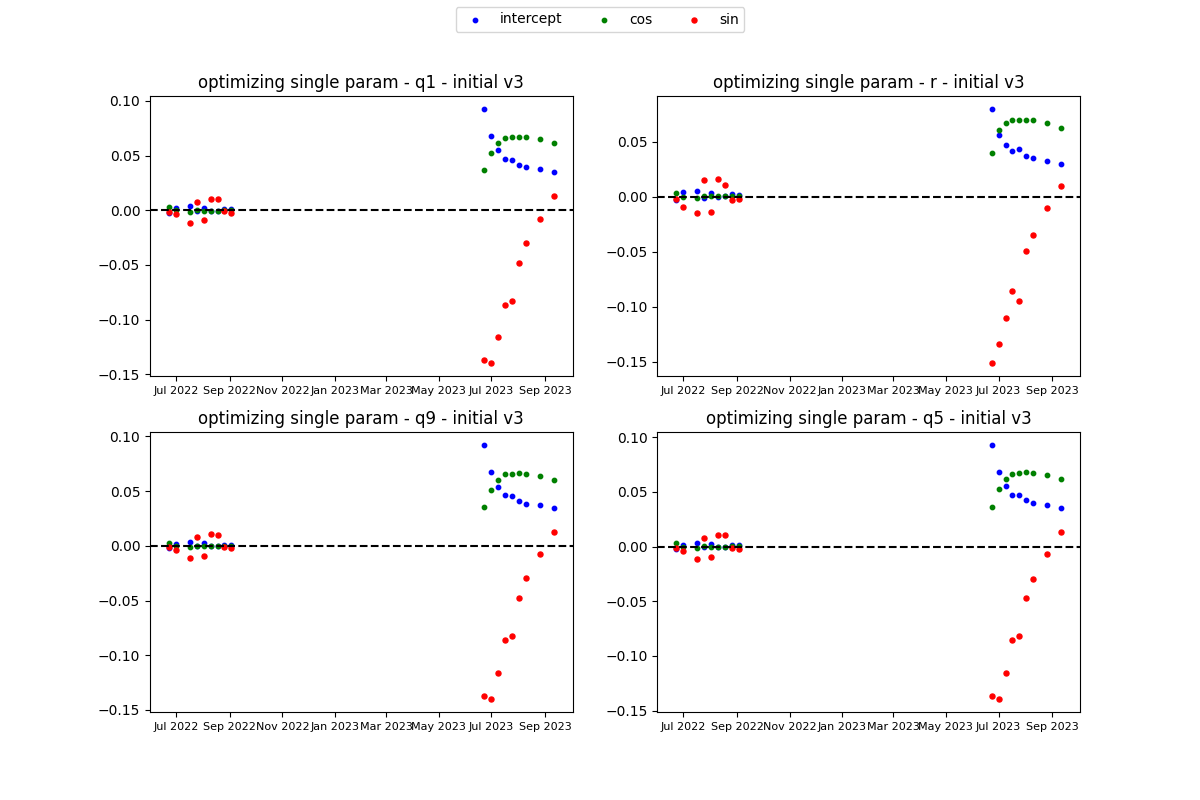 intercept cos sin
optimizing single param - q1 - initial v3
0.10
0.05
0.00
−0.05
−0.10
−0.15
Jul 2022 Sep 2022 Nov 2022 Jan 2023 Mar 2023 May 2023 Jul 2023 Sep 2023
optimizing single param - r - initial v3
0.05
0.00
−0.05
−0.10
−0.15
Jul 2022 Sep 2022 Nov 2022 Jan 2023 Mar 2023 May 2023 Jul 2023 Sep 2023
optimizing single param - q9 - initial v3
0.10
0.05
0.00
−0.05
−0.10
−0.15
Jul 2022 Sep 2022 Nov 2022 Jan 2023 Mar 2023 May 2023 Jul 2023 Sep 2023
optimizing single param - q5 - initial v3
0.10
0.05
0.00
−0.05
−0.10
−0.15
Jul 2022 Sep 2022 Nov 2022 Jan 2023 Mar 2023 May 2023 Jul 2023 Sep 2023